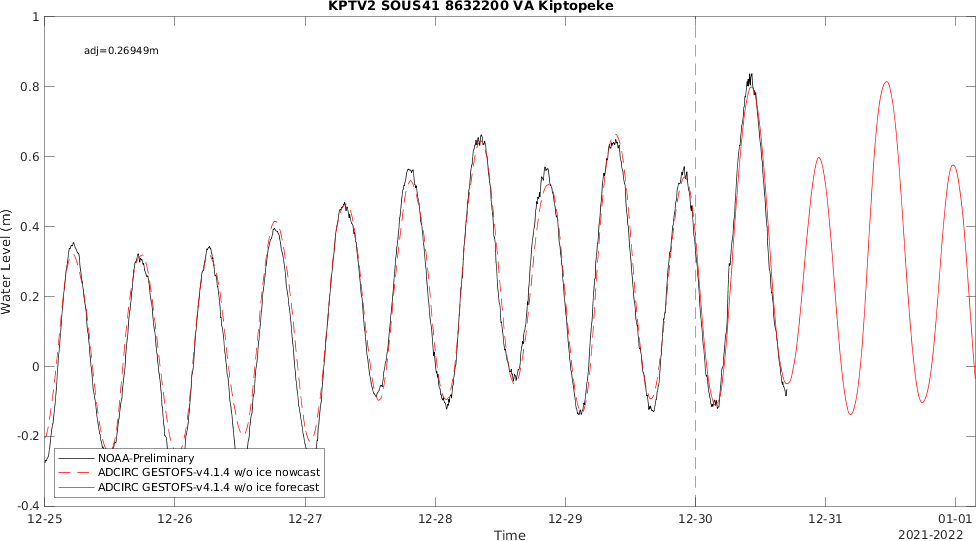 KPTV2 SOUS41 8632200 VA Kiptopeke
adj=0.26949m
Water Level (m)
1
0.8
0.6
0.4
0.2
0
-0.2
-0.4
NOAA-Preliminary
ADCIRC GESTOFS-v4.1.4 w/o ice nowcast
ADCIRC GESTOFS-v4.1.4 w/o ice forecast
12-25 12-26 12-27 12-28 12-29 12-30 12-31 01-01
Time
2021-2022